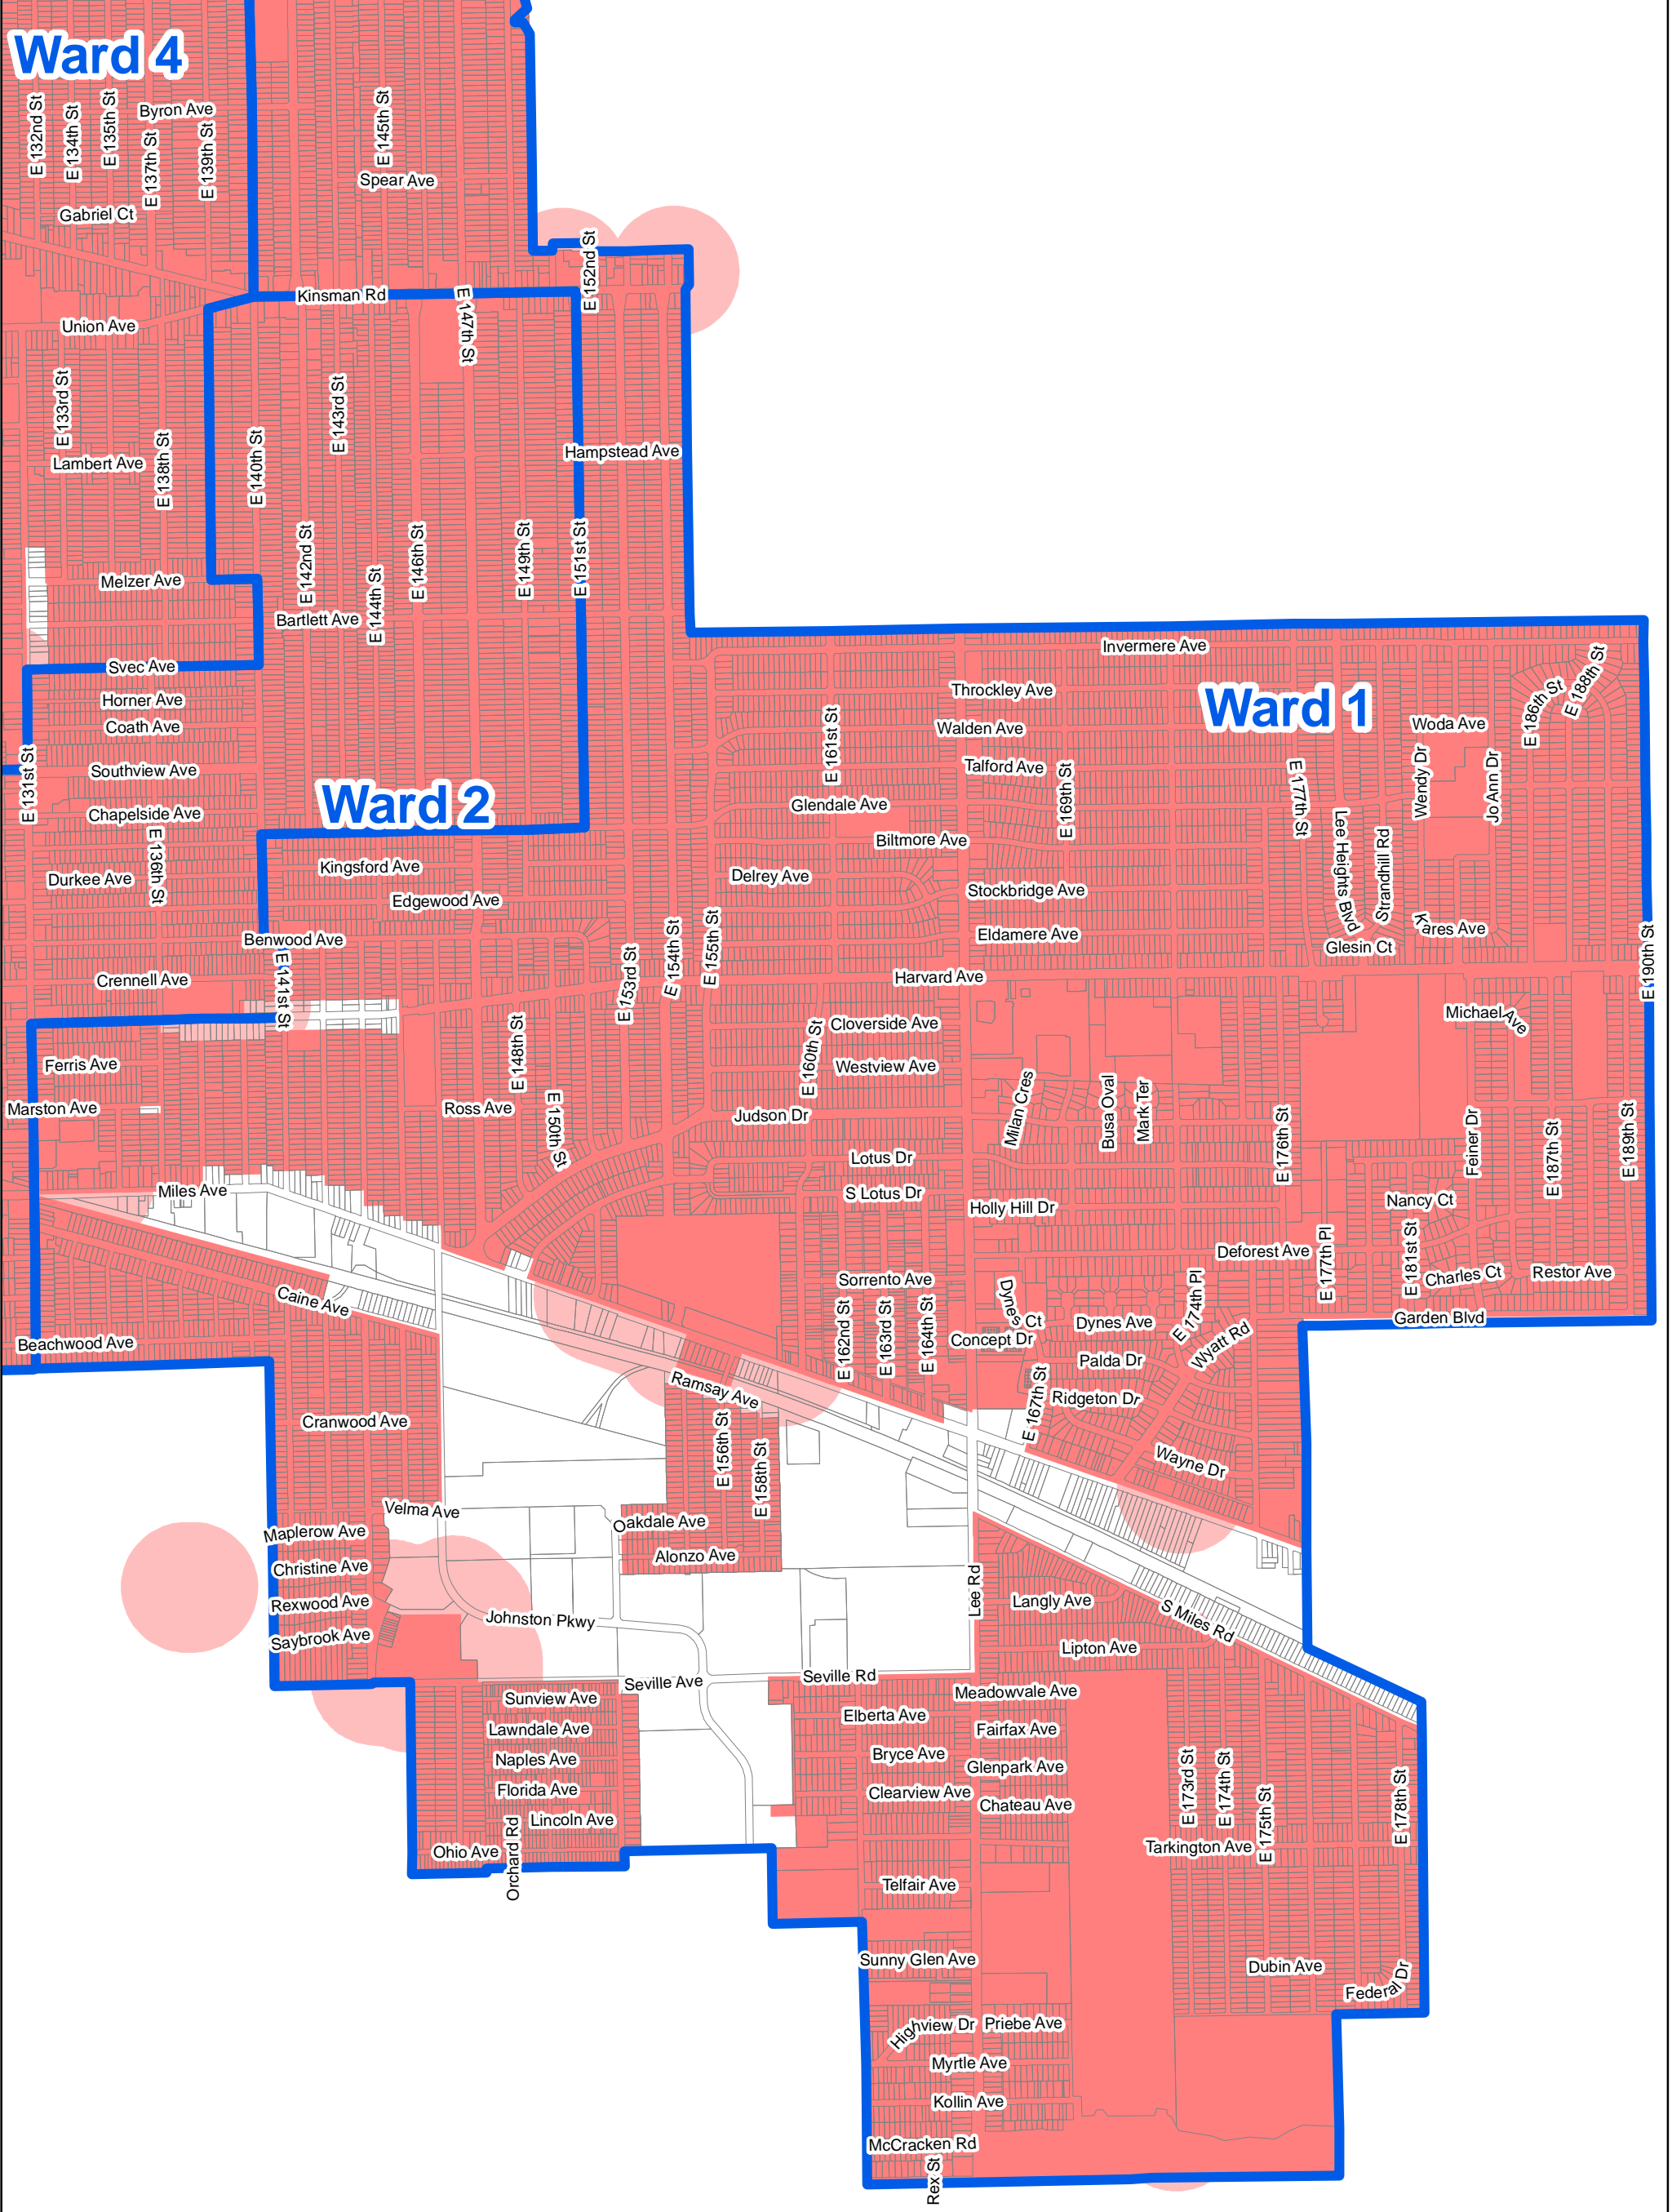 Ward 4
E 132nd St
E 134th St
E 135th St
Byron Ave
E 137th St
E 139th St
Gabriel Ct
E 145th St
Spear Ave
E 152nd St
Kinsman Rd
E 147th St
Union Ave
E 133rd St
Lambert Ave
E 138th St
E 140th St
E 143rd St
Hampstead Ave
E 142nd St
E 144th St
E 146th St
E 149th St
E 151st St
Melzer Ave
Bartlett Ave
Svec Ave
Horner Ave
Coath Ave
Southview Ave
E 131st St
Chapelside Ave
E 136th St
Durkee Ave
Ward 2
Kingsford Ave
Edgewood Ave
Benwood Ave
E 141st St
Crennell Ave
Invermere Ave
Throckley Ave
Ward 1
Walden Ave
E 161st St
Talford Ave
E 169th St
Glendale Ave
Biltmore Ave
Delrey Ave
Stockbridge Ave
Eldamere Ave
Harvard Ave
E 177th St
Lee Heights Blvd
Strandhill Rd
Wendy Dr
Woda Ave
Jo Ann Dr
E 186th St
E 188th St
Kares Ave
Glesin Ct
E 190th St
E 153rd St
E 154th St
E 155th St
Michael Ave
Cloverside Ave
E 160th St
Westview Ave
Judson Dr
Milan Cres
Busa Oval
Mark Ter
E 176th St
Feiner Dr
E 187th St
E 189th St
Ferris Ave
Marston Ave
E 148th St
Ross Ave
E 150th St
Lotus Dr
S Lotus Dr
Holly Hill Dr
Nancy Ct
Miles Ave
Deforest Ave
E 177th Pl
E 181st St
Charles Ct
Restor Ave
Garden Blvd
Sorrento Ave
Caine Ave
Beachwood Ave
E 162nd St
E 163rd St
E 164th St
Dynes Ct
Concept Dr
Dynes Ave
E 174th Pl
Wyatt Rd
Palda Dr
Ridgeton Dr
E 167th St
Wayne Dr
Ramsay Ave
Cranwood Ave
E 156th St
E 158th St
Velma Ave
Oakdale Ave
Alonzo Ave
Maplerow Ave
Christine Ave
Rexwood Ave
Saybrook Ave
Johnston Pkwy
Lee Rd
Langly Ave
S Miles Rd
Lipton Ave
Seville Ave
Seville Rd
Sunview Ave
Lawndale Ave
Naples Ave
Florida Ave
Lincoln Ave
Ohio Ave
Orchard Rd
Meadowvale Ave
Elberta Ave
Fairfax Ave
Bryce Ave
Glenpark Ave
Clearview Ave
Chateau Ave
E 173rd St
E 174th St
E 175th St
E 178th St
Tarkington Ave
Telfair Ave
Sunny Glen Ave
Dubin Ave
Federal Dr
Highview Dr
Priebe Ave
Myrtle Ave
Kollin Ave
McCracken Rd
Rex St